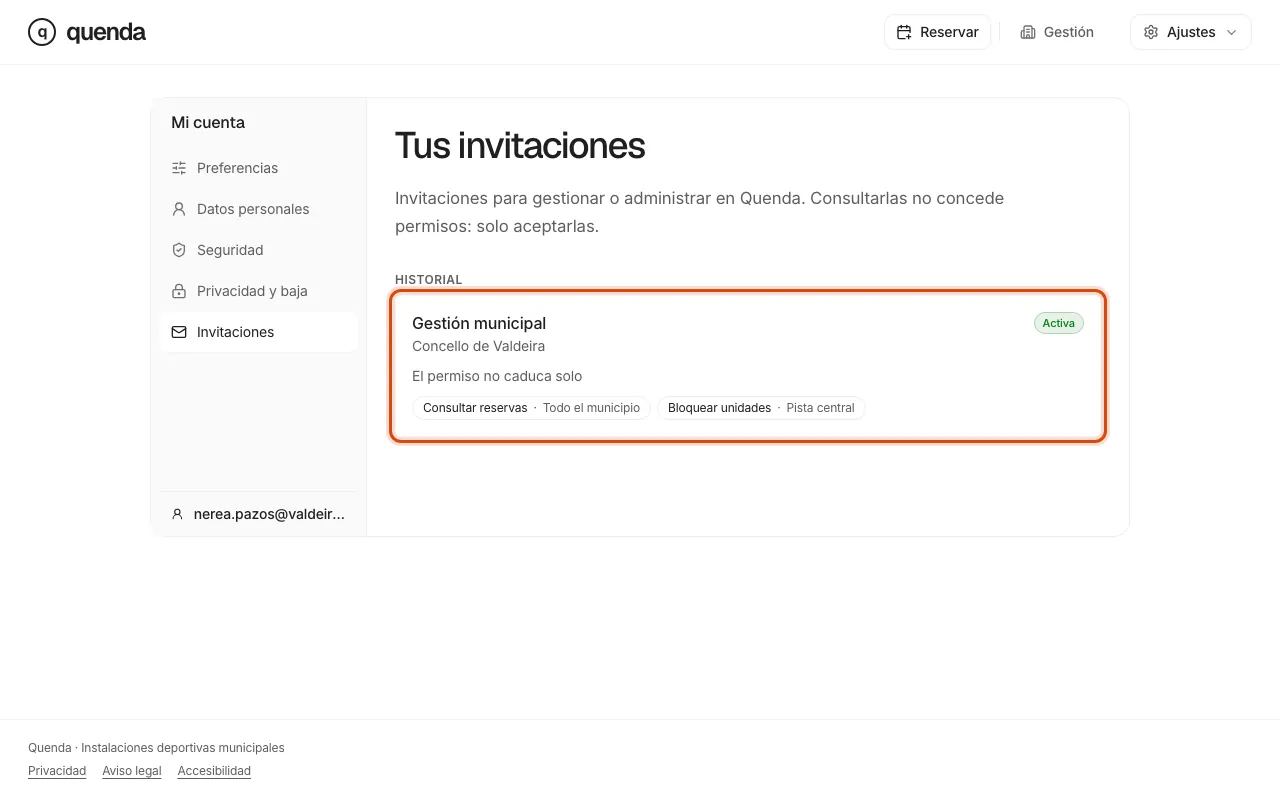 q quenda
Reservar
Gestión
Ajustes
Mi cuenta
Preferencias
Datos personales
Seguridad
Privacidad y baja
Invitaciones
nerea.pazos@valdeir...
Tus invitaciones
Invitaciones para gestionar o administrar en Quenda. Consultarlas no concede
permisos: solo aceptarlas.
HISTORIAL
Gestión municipal
Activa
Concello de Valdeira
El permiso no caduca solo
Consultar reservas · Todo el municipio
Bloquear unidades · Pista central
Quenda · Instalaciones deportivas municipales
Privacidad Aviso legal Accesibilidad